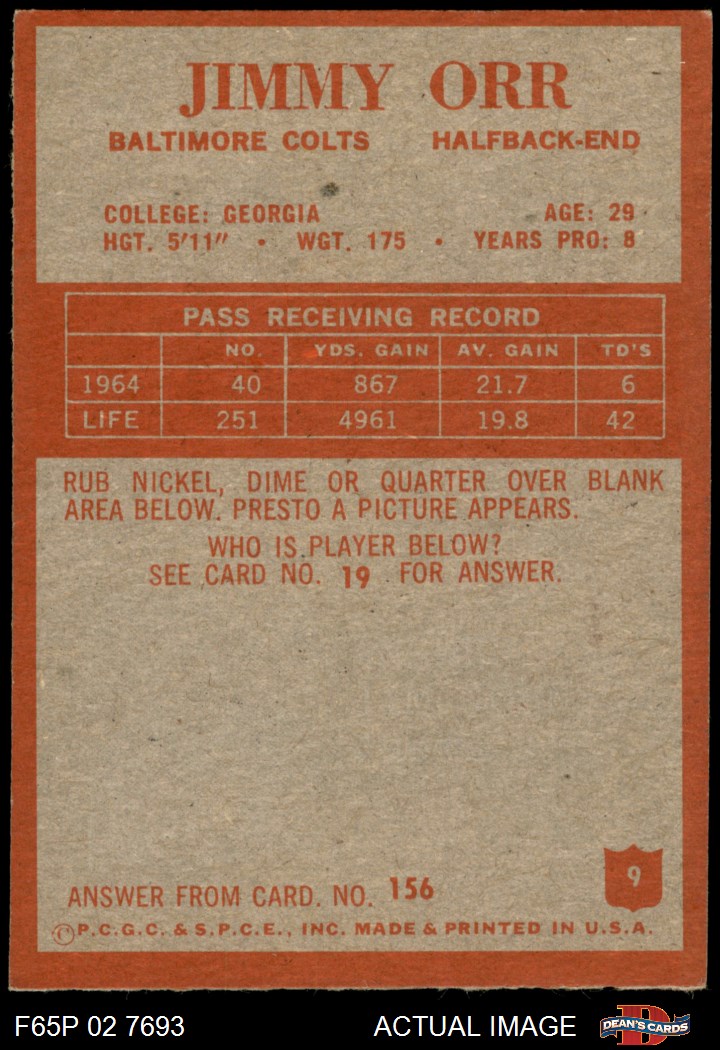 JIMMY ORR
BALTIMORE COLTS HALFBACK-END
COLLEGE: GEORGIA AGE: 29
HGT. 5'11" • WGT. 175 • YEARS PRO: 8
PASS RECEIVING RECORD
NO. YDS. GAIN AV. GAIN TD'S
1964 40 867 21.7 6
LIFE 251 4961 19.8 42
RUB NICKEL, DIME OR QUARTER OVER BLANK
AREA BELOW. PRESTO A PICTURE APPEARS.
WHO IS PLAYER BELOW?
SEE CARD NO. 19 FOR ANSWER.
9
ANSWER FROM CARD. NO. 156
©P.C.G.C. & S.P.C.E., INC. MADE & PRINTED IN U.S.A.
F65P 02 7693 ACTUAL IMAGE D DEAN'S CARDS